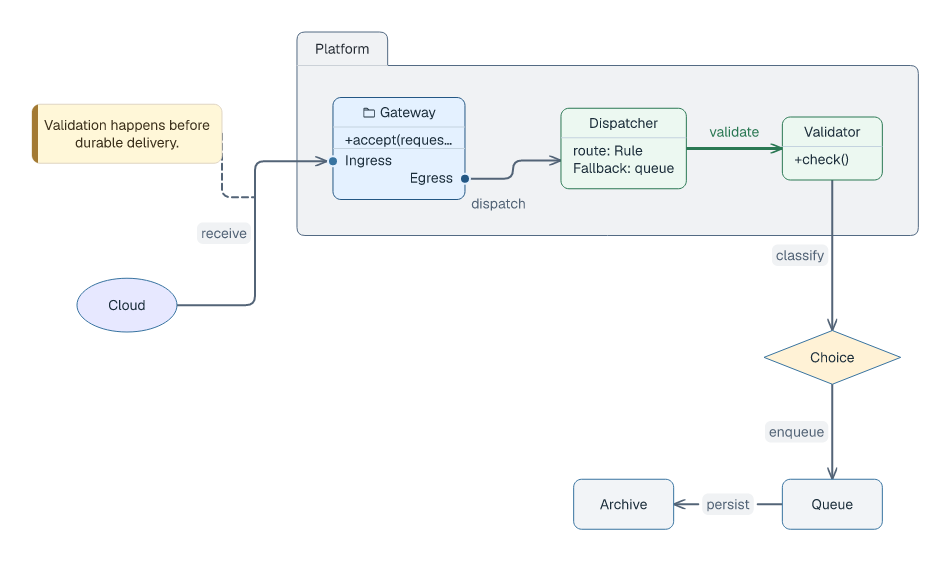 Platform
Validation happens before
durable delivery.
Gateway
+accept(reques...
Ingress
Egress
dispatch
Dispatcher
route: Rule
Fallback: queue
validate
Validator
+check()
receive
classify
Cloud
Choice
enqueue
Archive
persist
Queue